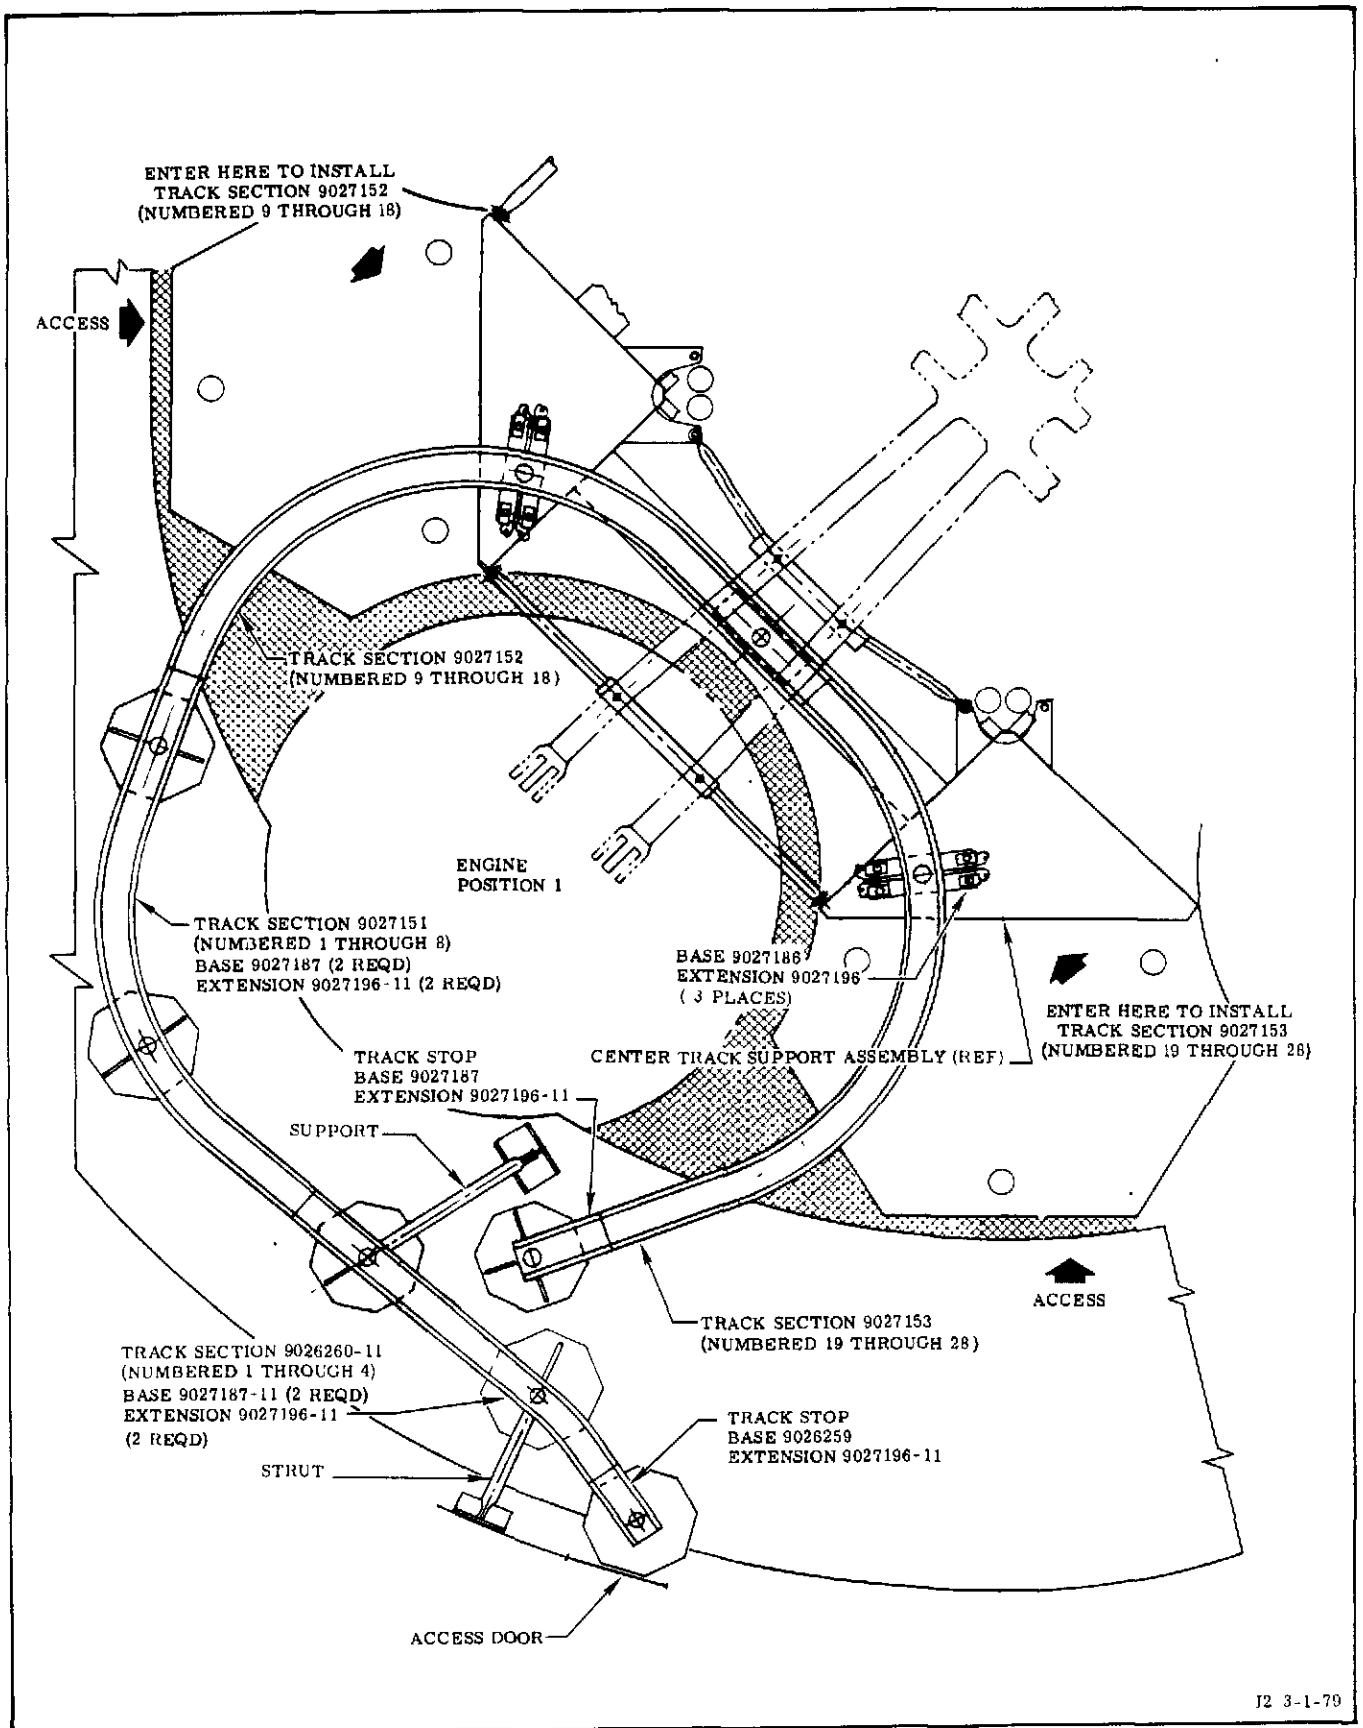 ENTER HERE TO INSTALL
TRACK SECTION 9027152
(NUMBERED 9 THROUGH 18)
ACCESS
TRACK SECTION 9027152
(NUMBERED 9 THROUGH 18)
ENGINE
POSITION 1
TRACK SECTION 9027151
(NUMBERED 1 THROUGH 8)
BASE 9027187 (2 REQD)
EXTENSION 9027196-11 (2 REQD)
BASE 9027186
EXTENSION 9027196
( 3 PLACES)
ENTER HERE TO INSTALL
TRACK SECTION 9027153
(NUMBERED 19 THROUGH 28)
CENTER TRACK SUPPORT ASSEMBLY (REF)
TRACK STOP
BASE 9027187
EXTENSION 9027196-11
SUPPORT
ACCESS
TRACK SECTION 9027153
(NUMBERED 19 THROUGH 28)
TRACK SECTION 9026260-11
(NUMBERED 1 THROUGH 4)
BASE 9027187-11 (2 REQD)
EXTENSION 9027196-11
(2 REQD)
TRACK STOP
BASE 9026259
EXTENSION 9027196-11
STRUT
ACCESS DOOR
J2 3-1-79